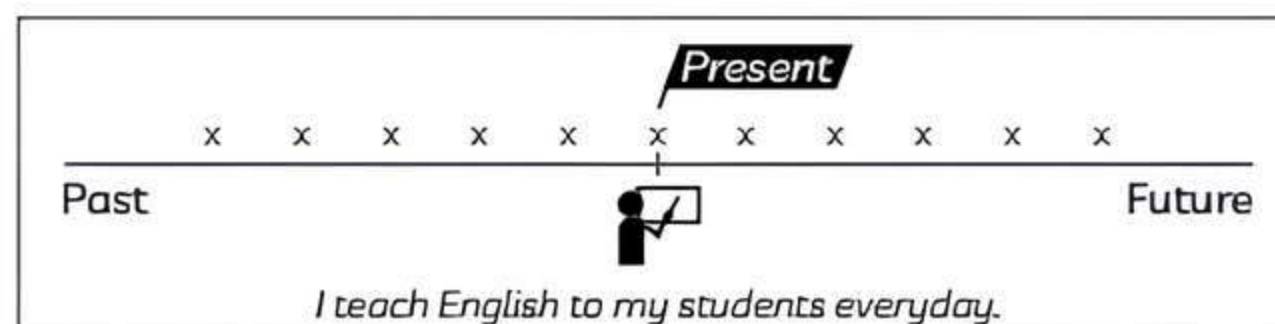 Present
x x x x x x x x x x x
Past Future
I teach English to my students everyday.